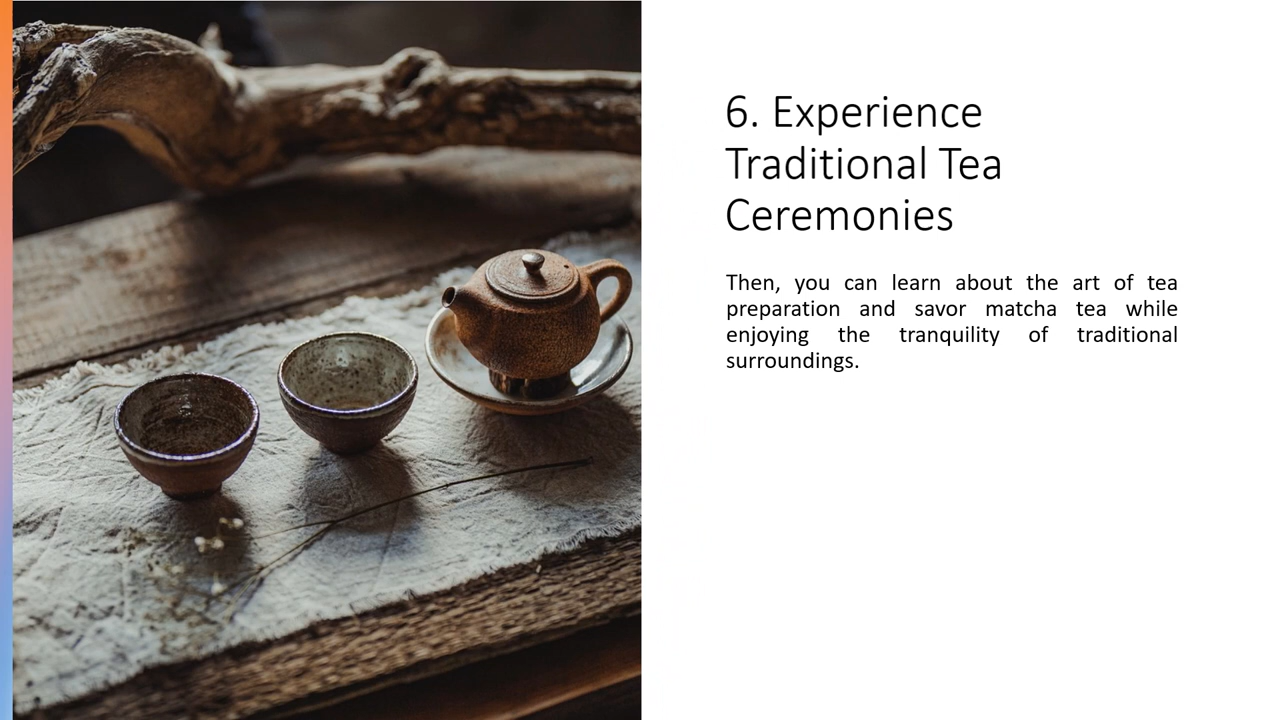 6. Experience
Traditional Tea
Ceremonies
Then, you can learn about the art of tea
preparation and savor matcha tea while
enjoying the tranquility of traditional
surroundings.